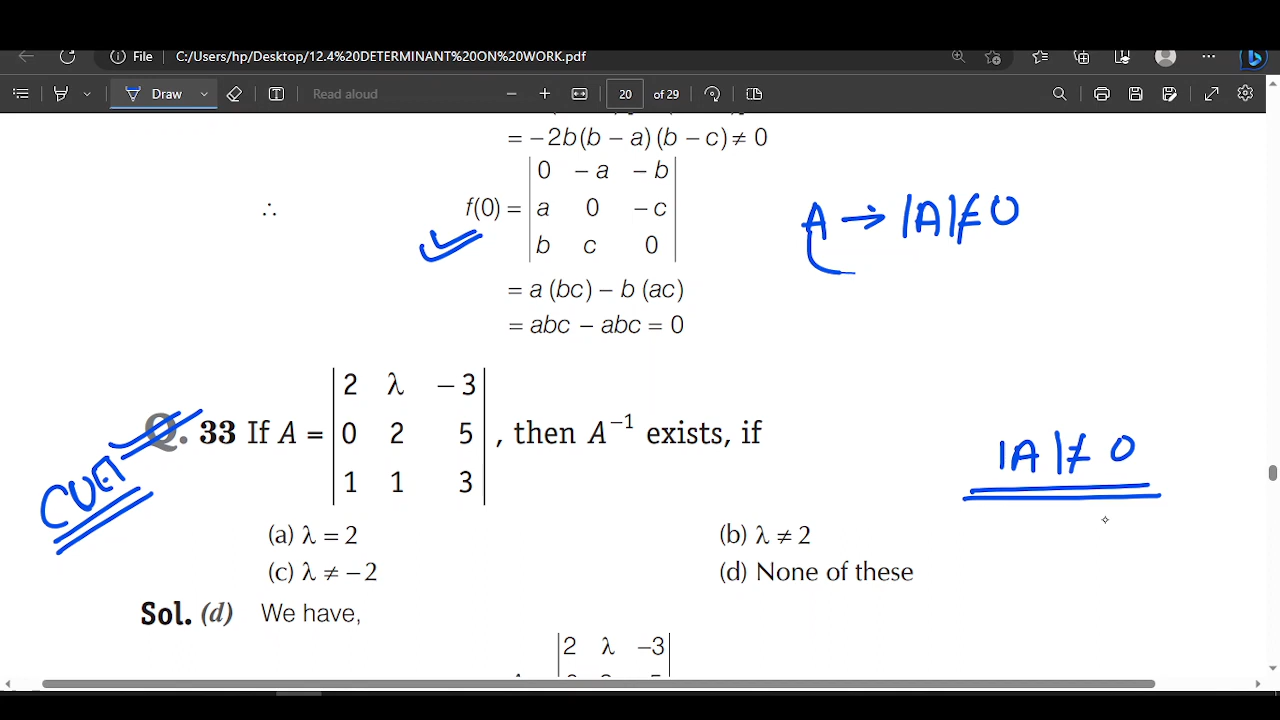 File C:/Users/hp/Desktop/12.4%20DETERMINANT%20ON%20WORK.pdf
Draw Read aloud 20 of 29
= −2b(b − a)(b − c) ≠ 0
∴ f(0) = | 0 −a −b |
| a 0 −c |
| b c 0 |
A → |A| ≠ 0
= a (bc) − b (ac)
= abc − abc = 0
Q. 33 If A = | 2 λ −3 |
| 0 2 5 | , then A⁻¹ exists, if
| 1 1 3 |
CUET
|A| ≠ 0
(a) λ = 2 (b) λ ≠ 2
(c) λ ≠ −2 (d) None of these
Sol. (d) We have,
| 2 λ −3 |